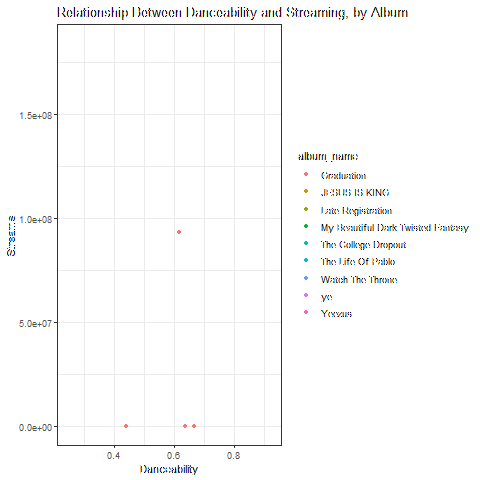 Relationship Between Danceability and Streaming, by Album
1.5e+08
1.0e+08
5.0e+07
0.0e+00
Streams
0.4 0.6 0.8
Danceability
album_name
Graduation
JESUS IS KING
Late Registration
My Beautiful Dark Twisted Fantasy
The College Dropout
The Life Of Pablo
Watch The Throne
ye
Yeezus